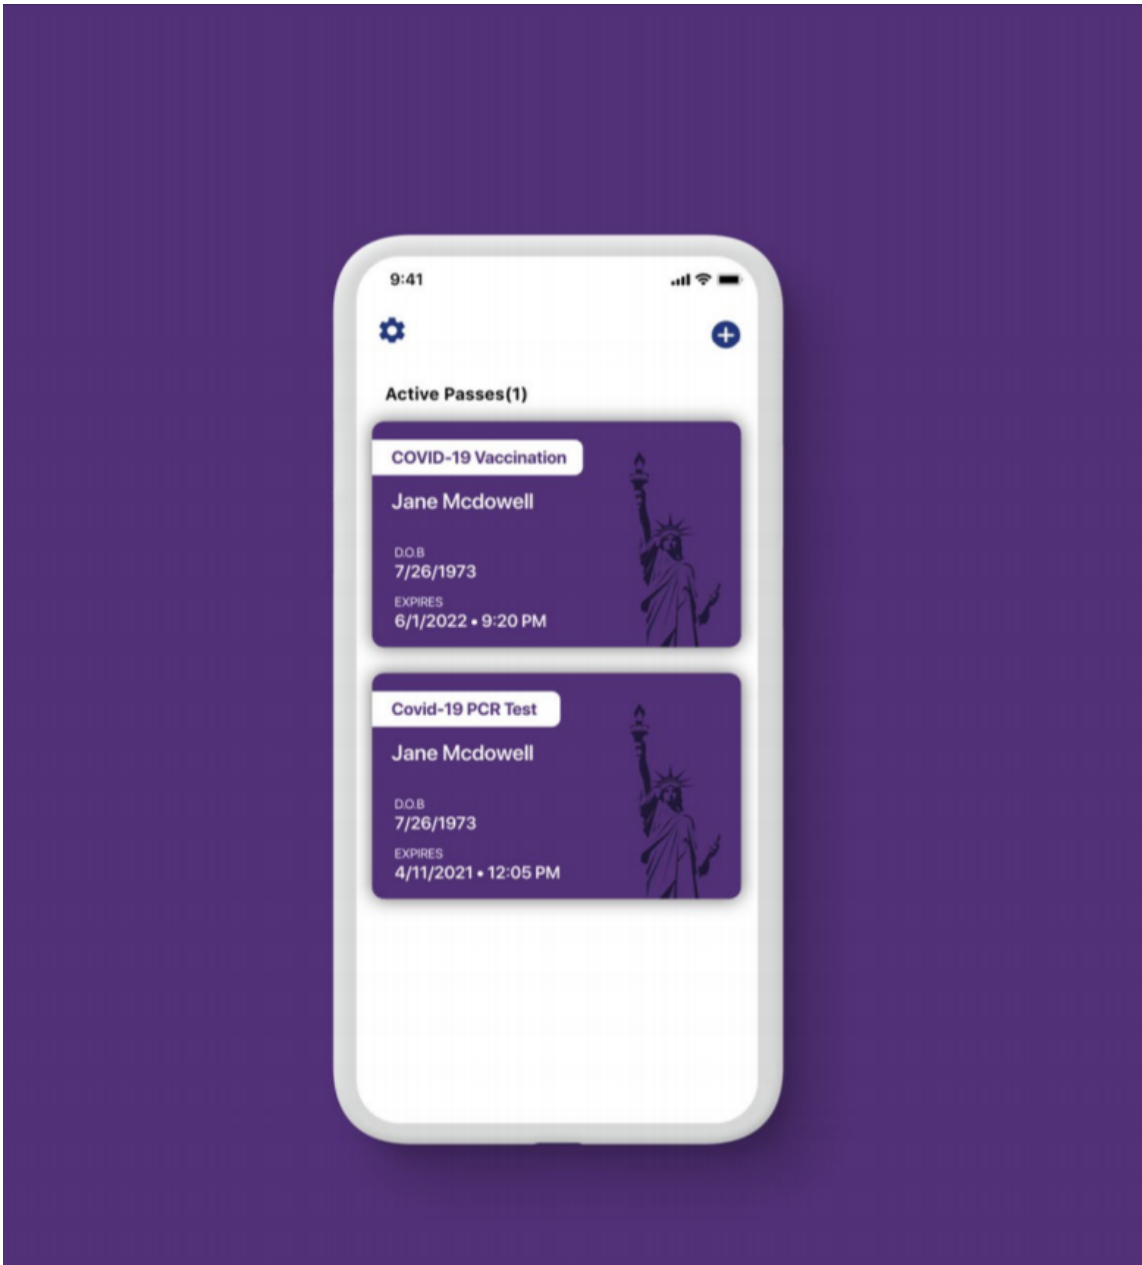 9:41
Active Passes(1)
COVID-19 Vaccination
Jane Mcdowell
D.O.B
7/26/1973
EXPIRES
6/1/2022 • 9:20 PM
Covid-19 PCR Test
Jane Mcdowell
D.O.B
7/26/1973
EXPIRES
4/11/2021 • 12:05 PM